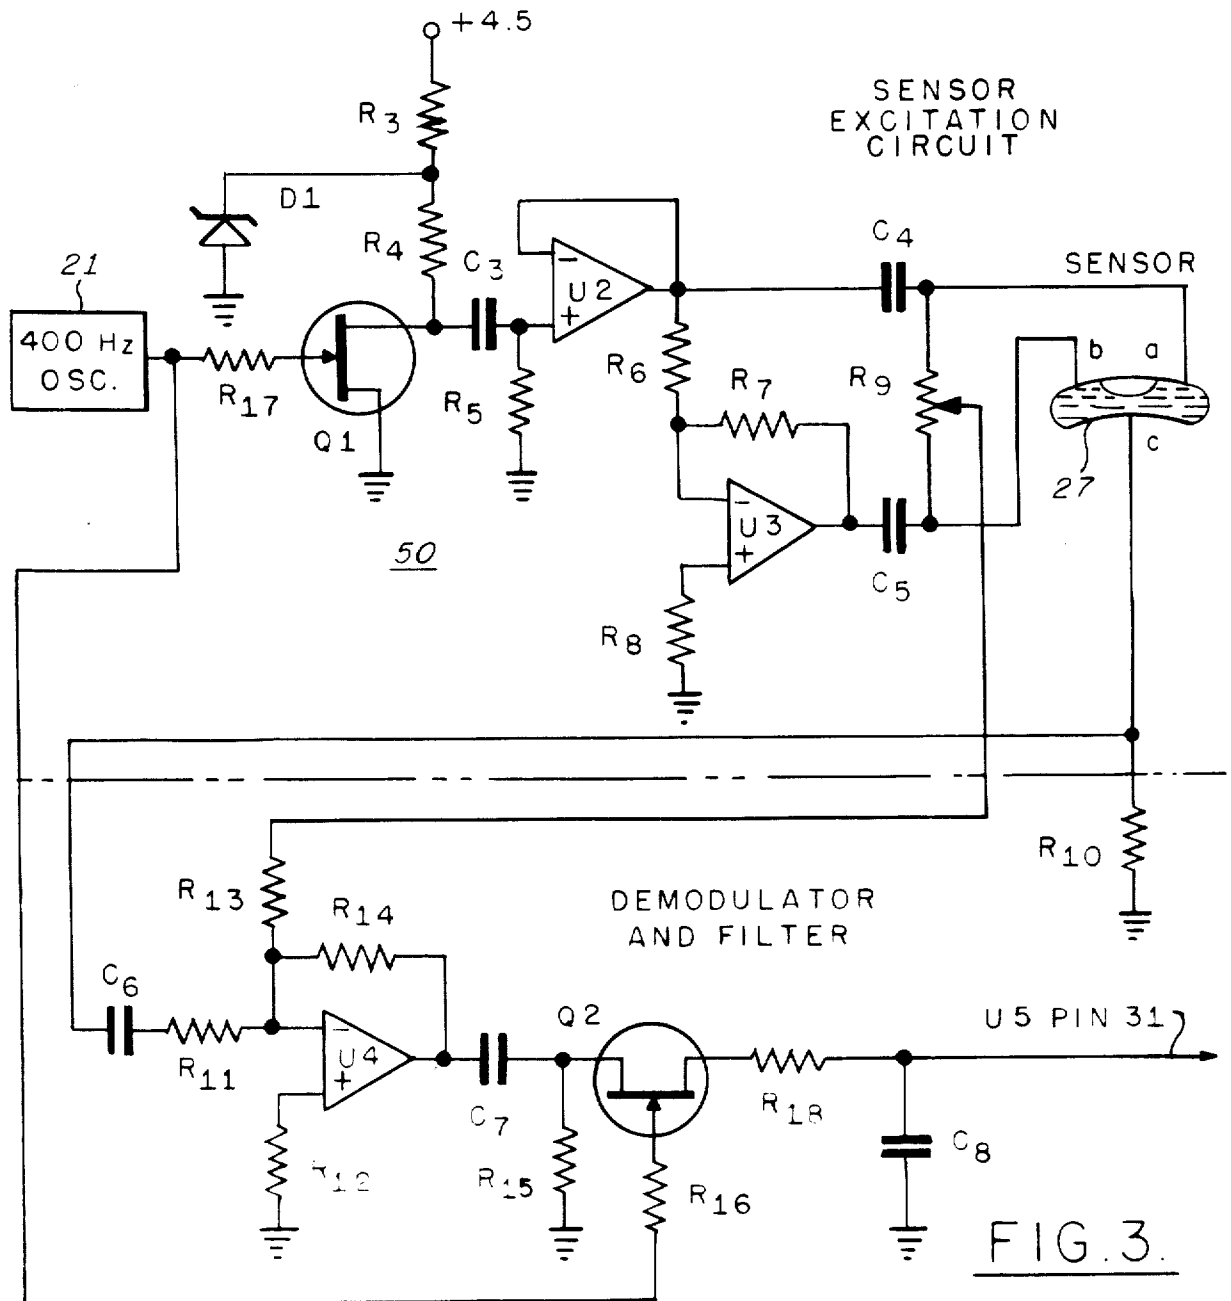 +4.5
R3
SENSOR
EXCITATION
CIRCUIT
D1
R4
C3
C4
21
SENSOR
400 Hz
OSC.
−
U2
+
R17
R5
R6
R7
R9
b
a
c
27
Q1
−
U3
+
50
C5
R8
R13
R10
R14
DEMODULATOR
AND FILTER
C6
Q2
U5 PIN 31
R11
−
U4
+
C7
R18
C8
R12
R15
R16
FIG.3.